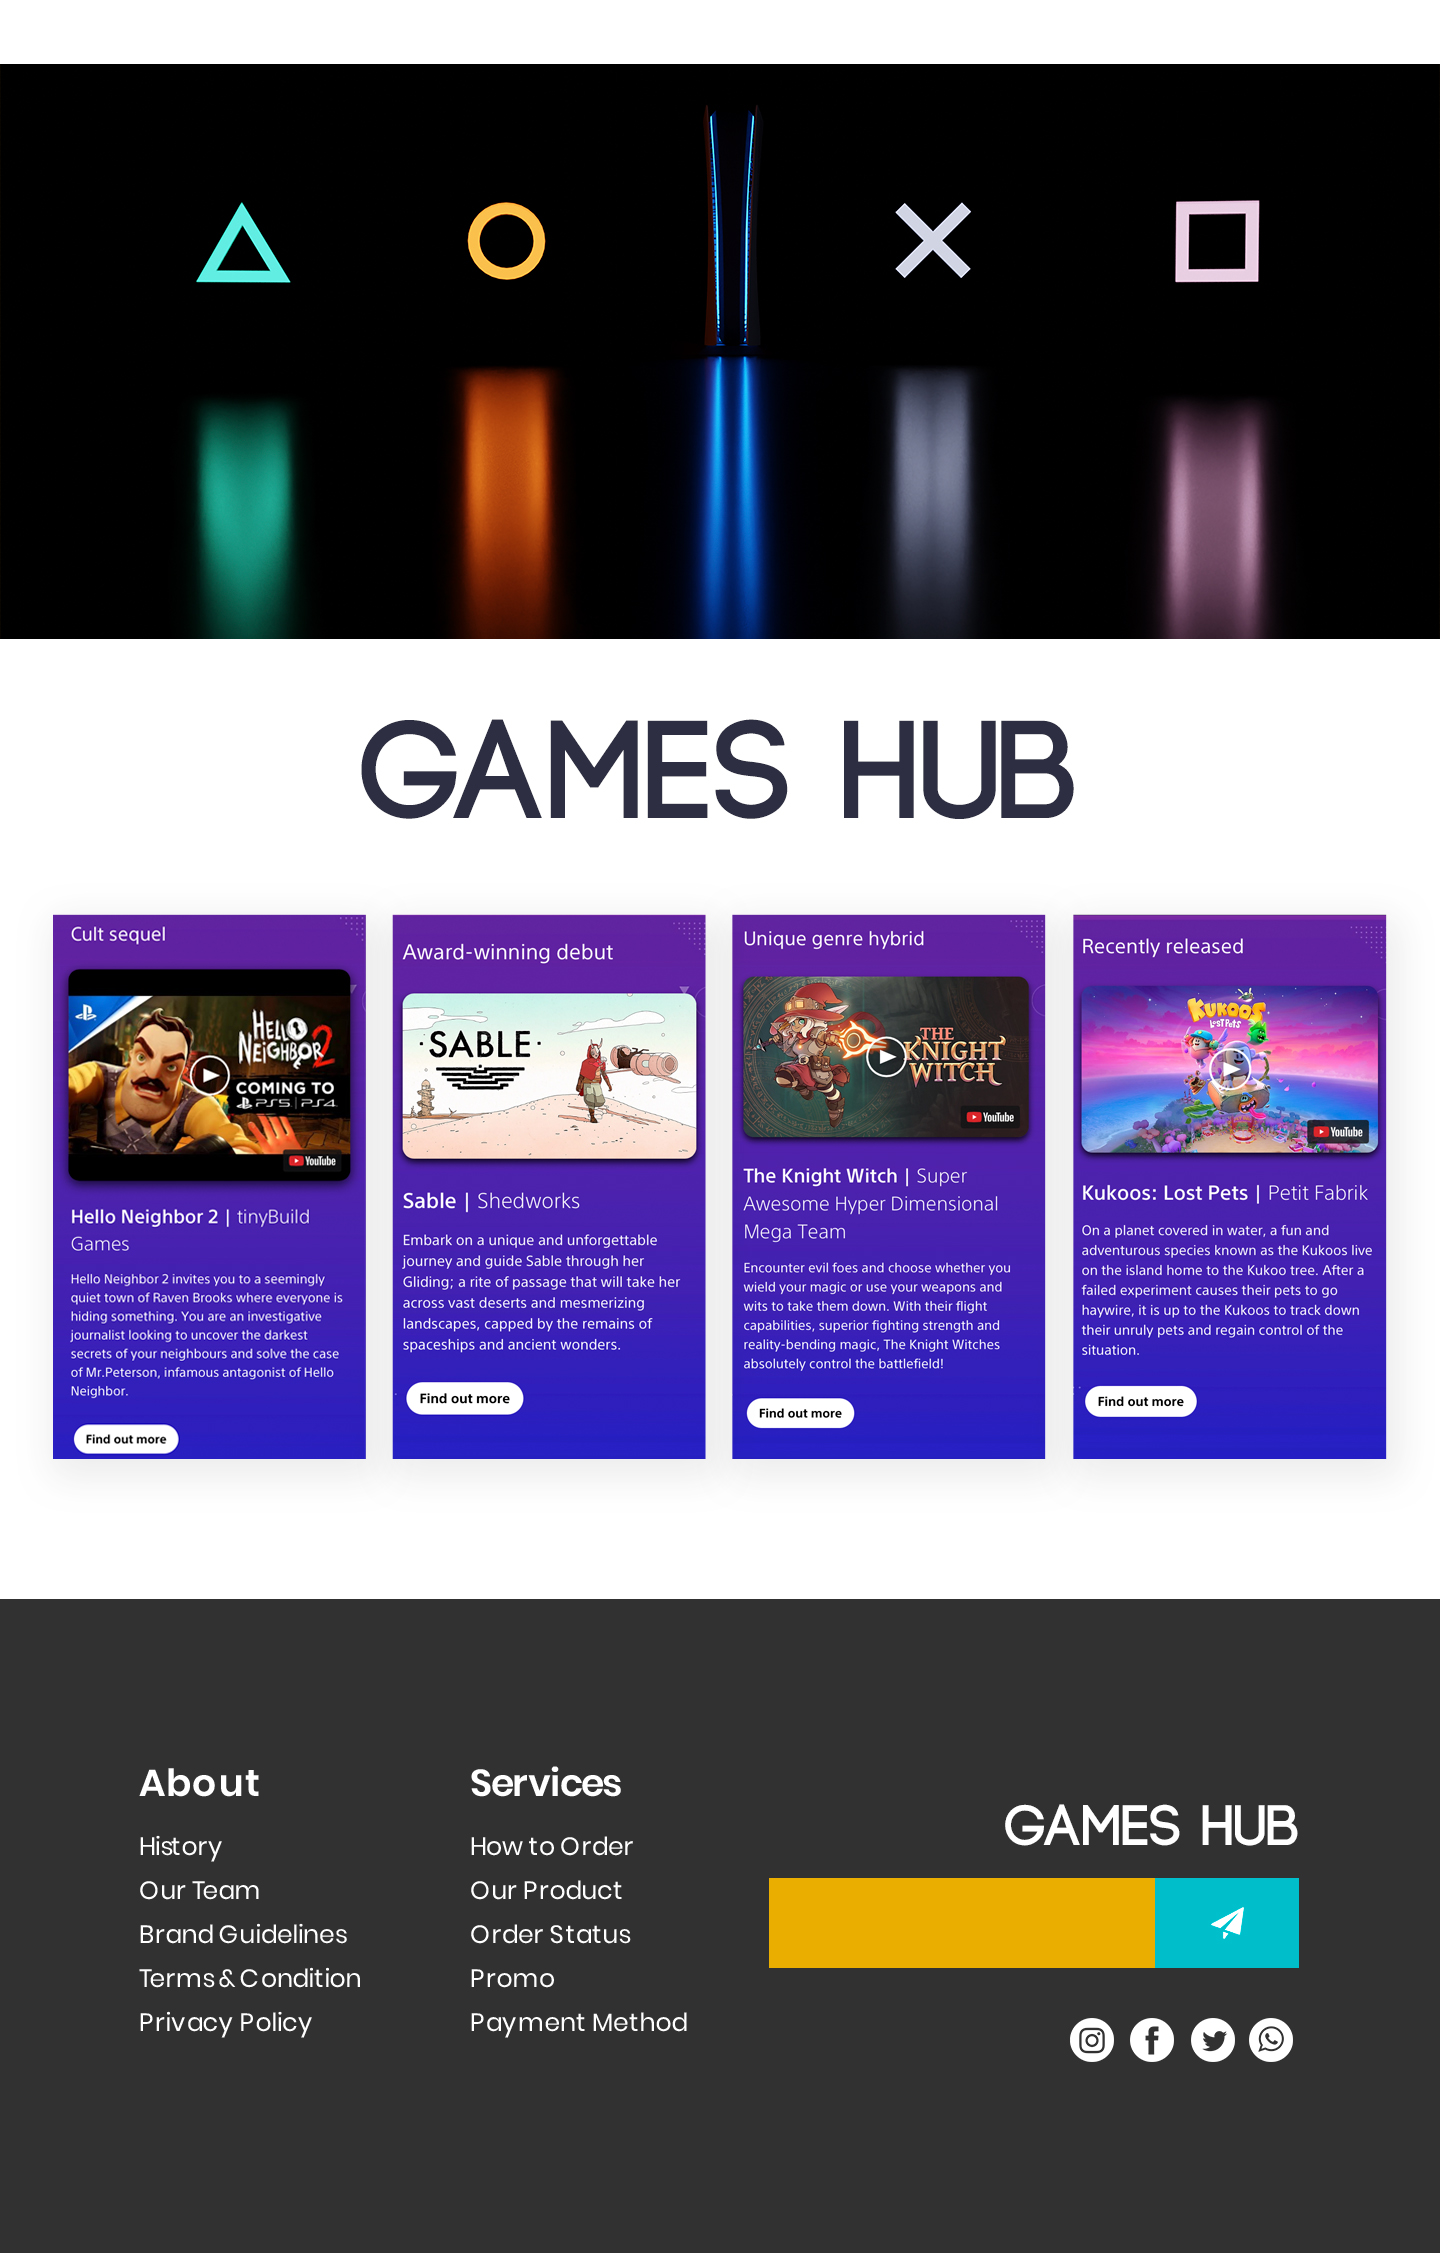 GAMES HUB
Cult sequel
HELLO
NEIGHBOR 2
COMING TO
PS5 | PS4
YouTube
Hello Neighbor 2 | tinyBuild
Games
Hello Neighbor 2 invites you to a seemingly
quiet town of Raven Brooks where everyone is
hiding something. You are an investigative
journalist looking to uncover the darkest
secrets of your neighbours and solve the case
of Mr.Peterson, infamous antagonist of Hello
Neighbor.
Find out more
Award-winning debut
·SABLE·
Sable | Shedworks
Embark on a unique and unforgettable
journey and guide Sable through her
Gliding; a rite of passage that will take her
across vast deserts and mesmerizing
landscapes, capped by the remains of
spaceships and ancient wonders.
Find out more
Unique genre hybrid
THE
KNIGHT
WITCH
YouTube
The Knight Witch | Super
Awesome Hyper Dimensional
Mega Team
Encounter evil foes and choose whether you
wield your magic or use your weapons and
wits to take them down. With their flight
capabilities, superior fighting strength and
reality-bending magic, The Knight Witches
absolutely control the battlefield!
Find out more
Recently released
KUKOOS
LOST PETS
YouTube
Kukoos: Lost Pets | Petit Fabrik
On a planet covered in water, a fun and
adventurous species known as the Kukoos live
on the island home to the Kukoo tree. After a
failed experiment causes their pets to go
haywire, it is up to the Kukoos to track down
their unruly pets and regain control of the
situation.
Find out more
About
History
Our Team
Brand Guidelines
Terms & Condition
Privacy Policy
Services
How to Order
Our Product
Order Status
Promo
Payment Method
GAMES HUB